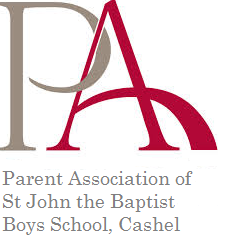 PA
Parent Association of
St John the Baptist
Boys School, Cashel